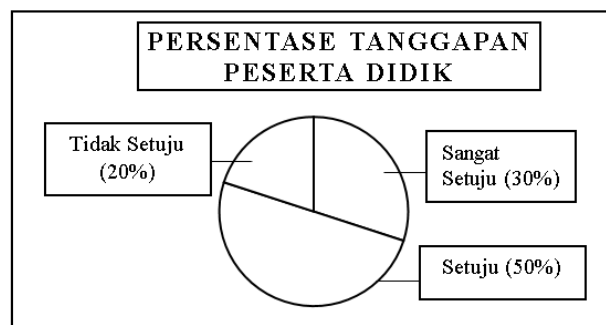 PERSENTASE TANGGAPAN
PESERTA DIDIK
Tidak Setuju
(20%)
Sangat
Setuju (30%)
Setuju (50%)